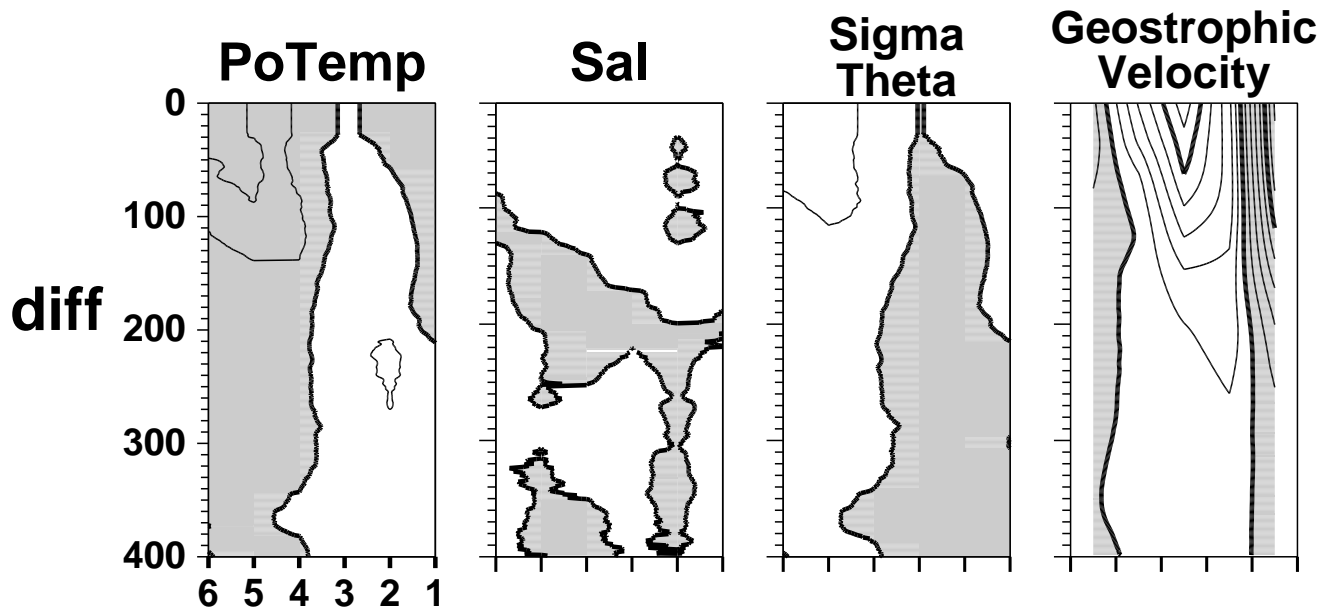 PoTemp
Sal
Sigma
Theta
Geostrophic
Velocity
diff
0
100
200
300
400
6 5 4 3 2 1